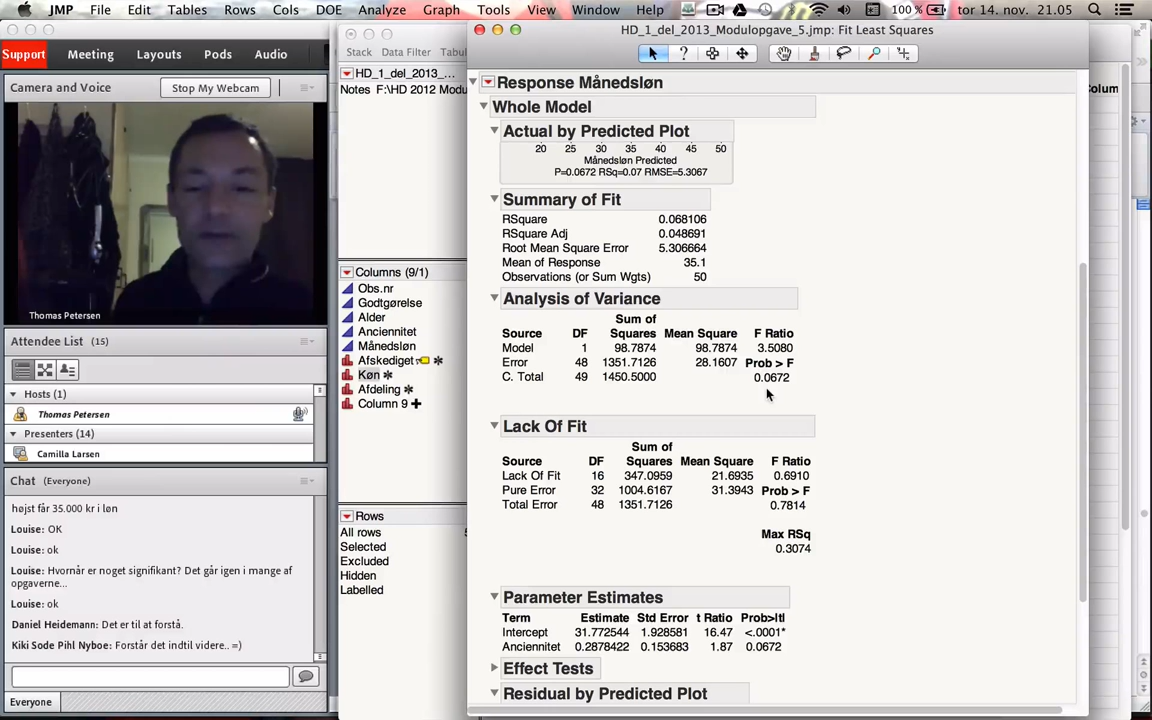 JMP File Edit Tables Rows Cols DOE Analyze Graph Tools View Window Help 100 % tor 14. nov. 21.05
Support Meeting Layouts Pods Audio
Camera and Voice
Stop My Webcam
Thomas Petersen
Attendee List (15)
Hosts (1)
Thomas Petersen
Presenters (14)
Camilla Larsen
Chat (Everyone)
højst får 35.000 kr i løn
Louise: OK
Louise: ok
Louise: Hvornår er noget signifikant? Det går igen i mange af
opgaverne...
Louise: ok
Daniel Heidemann: Det er til at forstå.
Kiki Sode Pihl Nyboe: Forstår det indtil videre.. =)
Everyone
Stack Data Filter
HD_1_del_2013_...
Notes F:\HD 2012 Modu
Columns (9/1)
Obs.nr
Godtgørelse
Alder
Anciennitet
Månedsløn
Afskediget
Køn
Afdeling
Column 9
Rows
All rows
Selected
Excluded
Hidden
Labelled
HD_1_del_2013_Modulopgave_5.jmp: Fit Least Squares
Response Månedsløn
Whole Model
Actual by Predicted Plot
20 25 30 35 40 45 50
Månedsløn Predicted
P=0.0672 RSq=0.07 RMSE=5.3067
Summary of Fit
RSquare 0.068106
RSquare Adj 0.048691
Root Mean Square Error 5.306664
Mean of Response 35.1
Observations (or Sum Wgts) 50
Analysis of Variance
Sum of
Source DF Squares Mean Square F Ratio
Model 1 98.7874 98.7874 3.5080
Error 48 1351.7126 28.1607 Prob > F
C. Total 49 1450.5000 0.0672
Lack Of Fit
Sum of
Source DF Squares Mean Square F Ratio
Lack Of Fit 16 347.0959 21.6935 0.6910
Pure Error 32 1004.6167 31.3943 Prob > F
Total Error 48 1351.7126 0.7814
Max RSq
0.3074
Parameter Estimates
Term Estimate Std Error t Ratio Prob>|t|
Intercept 31.772544 1.928581 16.47 <.0001*
Anciennitet 0.2878422 0.153683 1.87 0.0672
Effect Tests
Residual by Predicted Plot